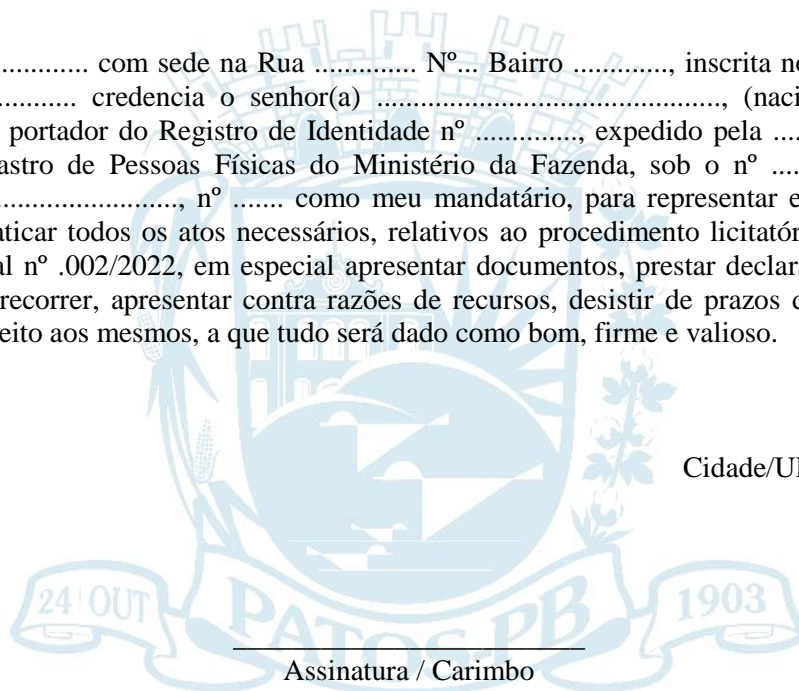 ............. com sede na Rua ............. Nº... Bairro ............, inscrita no
............ credencia o senhor(a) ............................................, (naci
portador do Registro de Identidade nº ............., expedido pela .....
astro de Pessoas Físicas do Ministério da Fazenda, sob o nº .....
........................, nº ....... como meu mandatário, para representar e
aticar todos os atos necessários, relativos ao procedimento licitatór
al nº .002/2022, em especial apresentar documentos, prestar declara
recorrer, apresentar contra razões de recursos, desistir de prazos d
eito aos mesmos, a que tudo será dado como bom, firme e valioso.
Cidade/U
24 OUT
PATOS-PB
1903
Assinatura / Carimbo